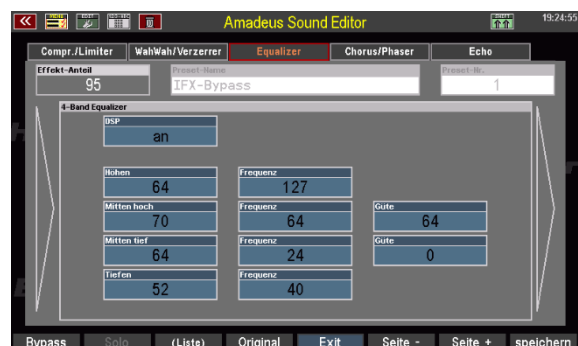 MENU EDIT
Amadeus Sound Editor
19:24:55
Compr./Limiter WahWah/Verzerrer Equalizer Chorus/Phaser Echo
Effekt-Anteil Preset-Name Preset-Nr.
95 IFX-Bypass 1
4-Band Equalizer
DSP
an
Höhen Frequenz
64 127
Mitten hoch Frequenz Güte
70 64 64
Mitten tief Frequenz Güte
64 24 0
Tiefen Frequenz
52 40
Bypass Solo (Liste) Original Exit Seite - Seite + speichern